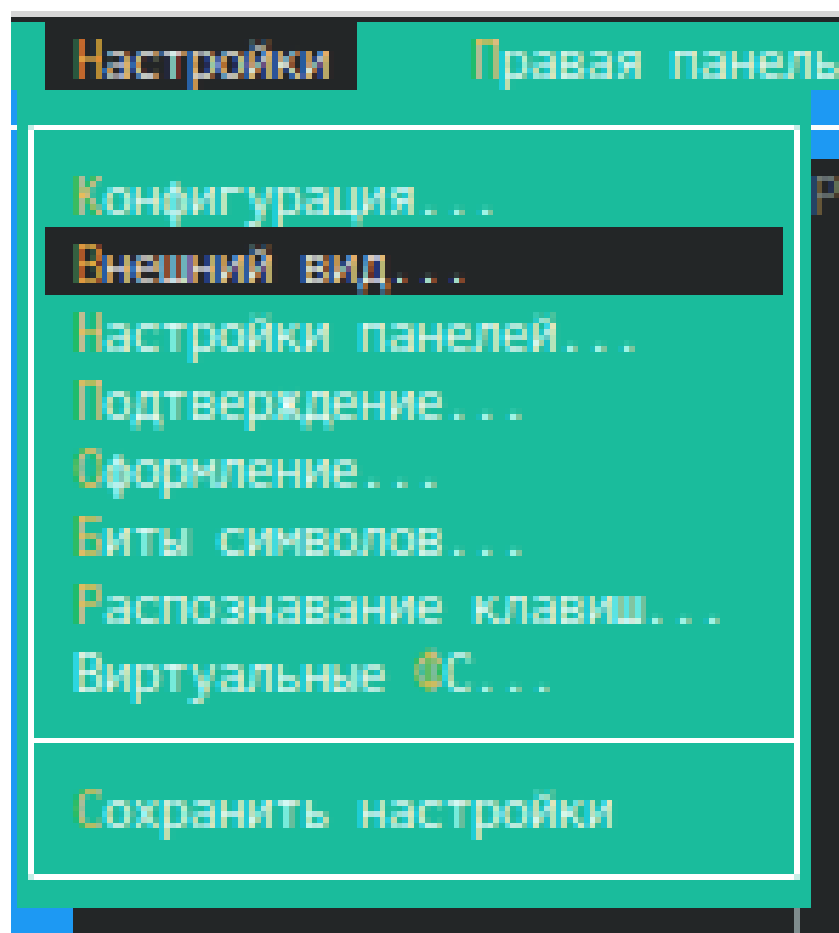 Настройки Правая панель
Конфигурация...
Внешний вид...
Настройки панелей...
Подтверждение...
Оформление...
Биты символов...
Распознавание клавиш...
Виртуальные ФС...
Сохранить настройки